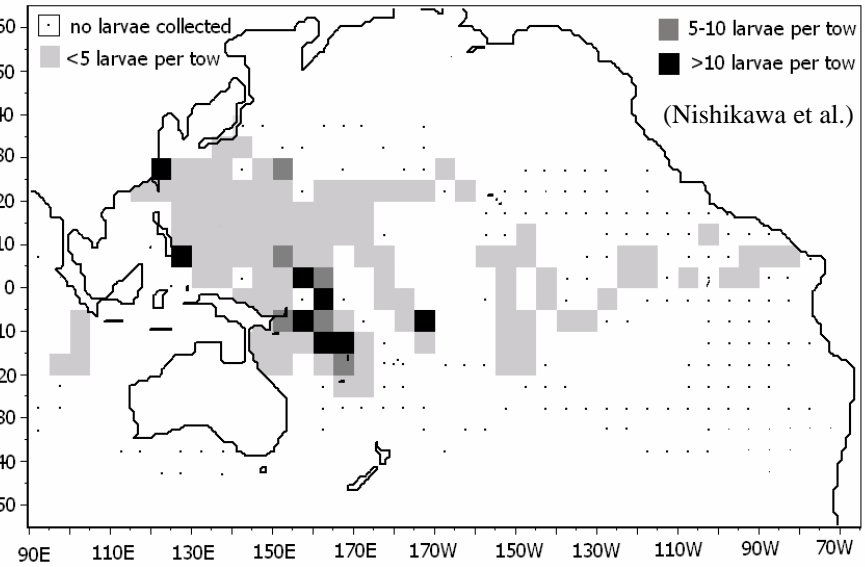 no larvae collected
<5 larvae per tow
5-10 larvae per tow
>10 larvae per tow
(Nishikawa et al.)
60
50
40
30
20
10
0
10
20
30
40
50
90E 110E 130E 150E 170E 170W 150W 130W 110W 90W 70W